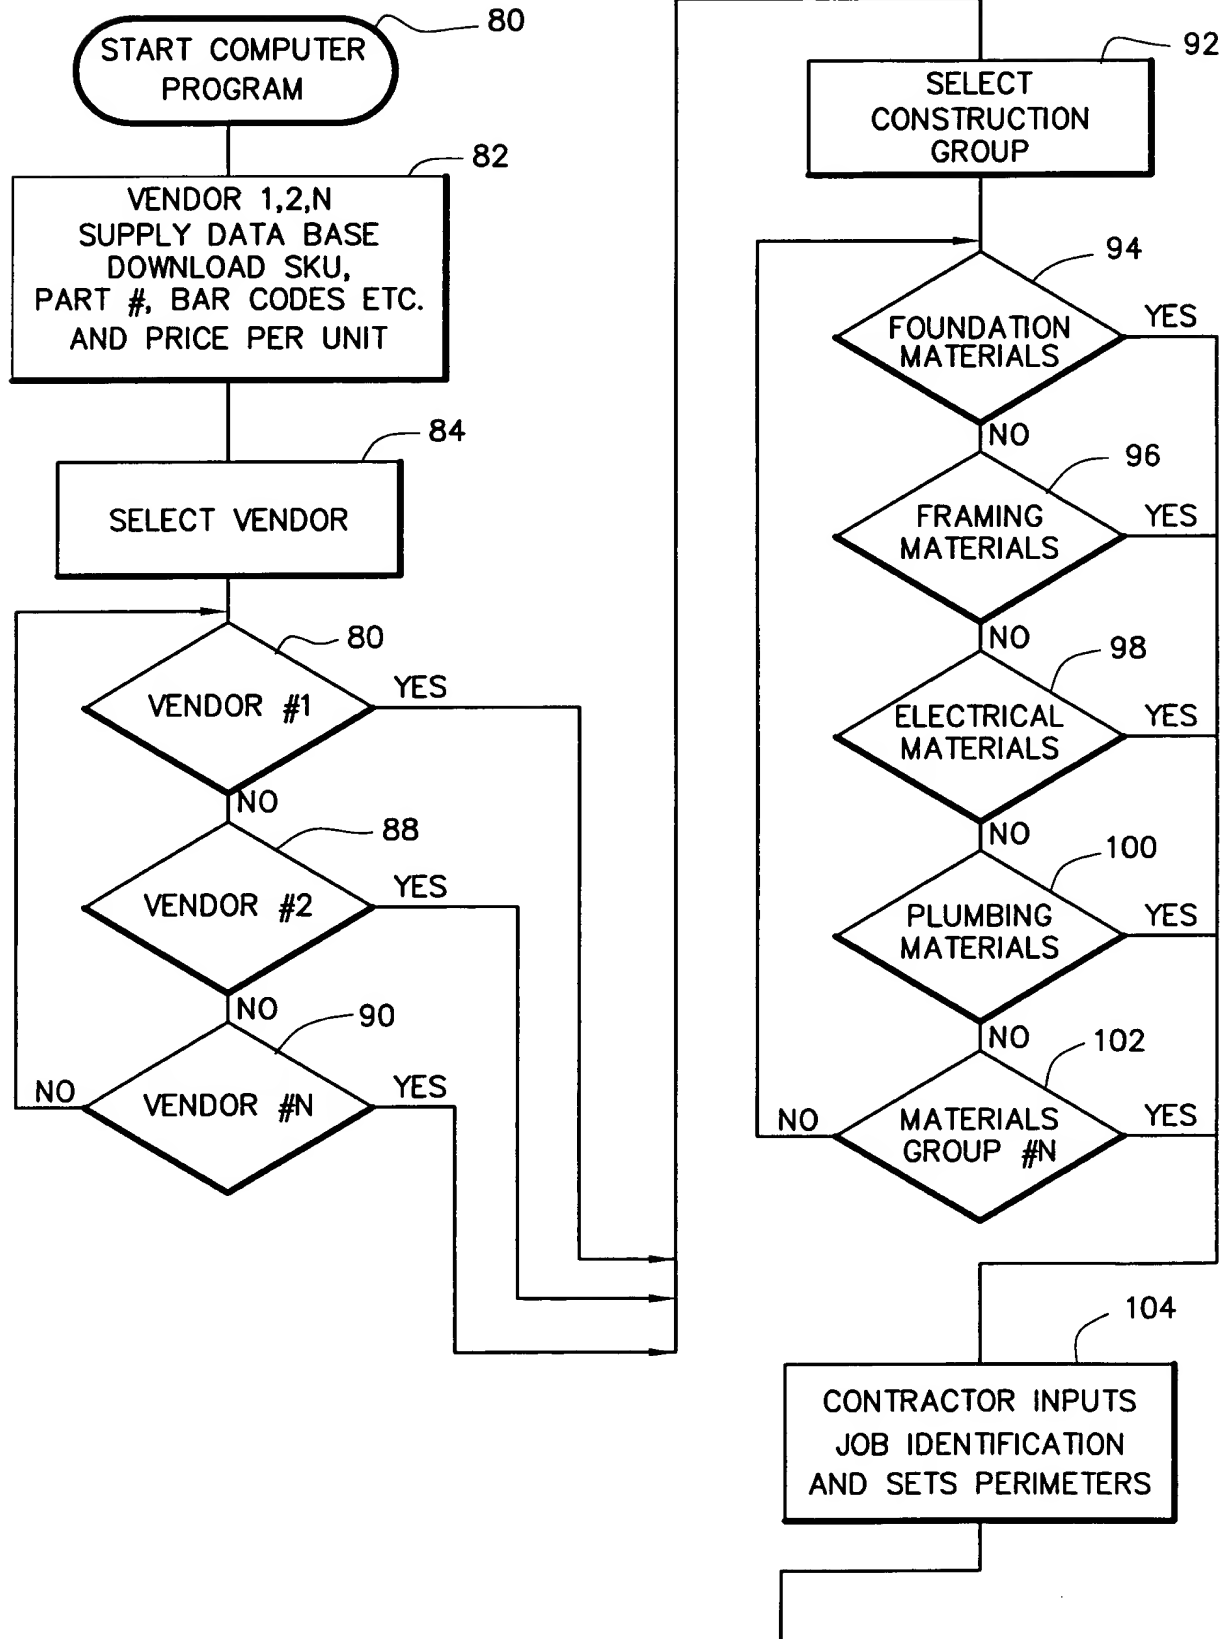 80
START COMPUTER
PROGRAM
82
VENDOR 1,2,N
SUPPLY DATA BASE
DOWNLOAD SKU,
PART #, BAR CODES ETC.
AND PRICE PER UNIT
84
SELECT VENDOR
80
VENDOR #1
YES
NO
88
VENDOR #2
YES
NO
90
VENDOR #N
YES
NO
92
SELECT
CONSTRUCTION
GROUP
94
FOUNDATION
MATERIALS
YES
NO
96
FRAMING
MATERIALS
YES
NO
98
ELECTRICAL
MATERIALS
YES
NO
100
PLUMBING
MATERIALS
YES
NO
102
MATERIALS
GROUP #N
YES
NO
104
CONTRACTOR INPUTS
JOB IDENTIFICATION
AND SETS PERIMETERS